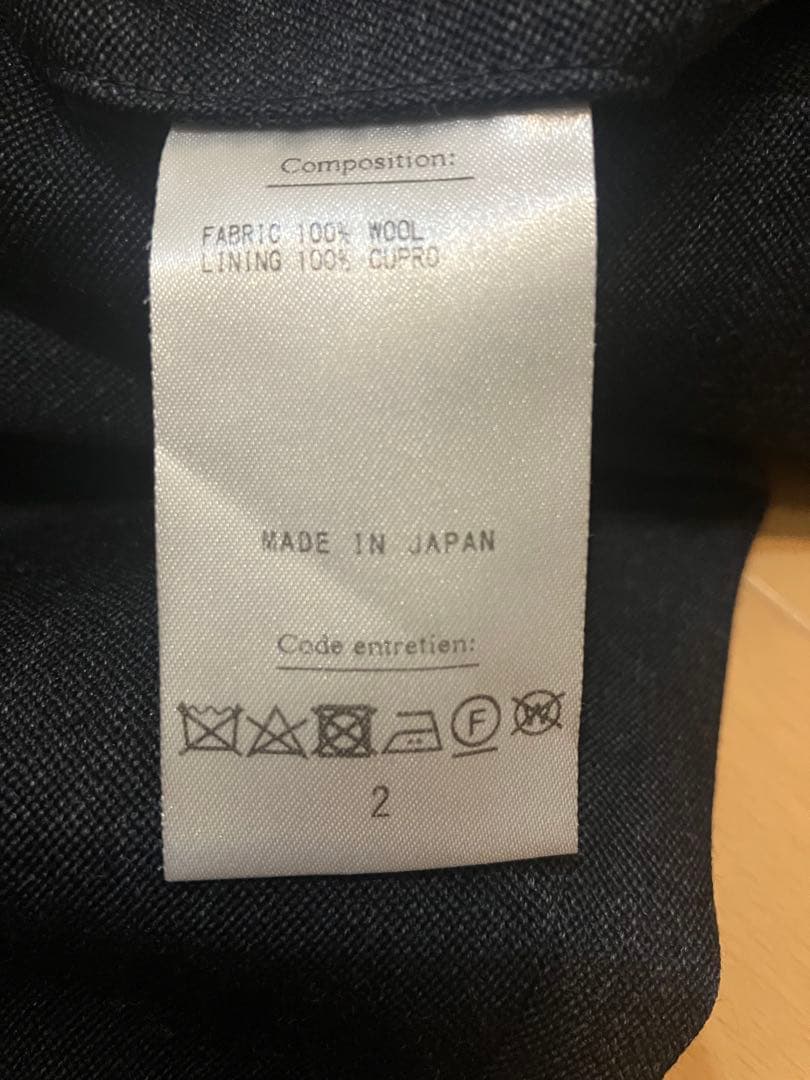 Composition:
FABRIC 100% WOOL
LINING 100% CUPRO
MADE IN JAPAN
Code entretien:
F W
2